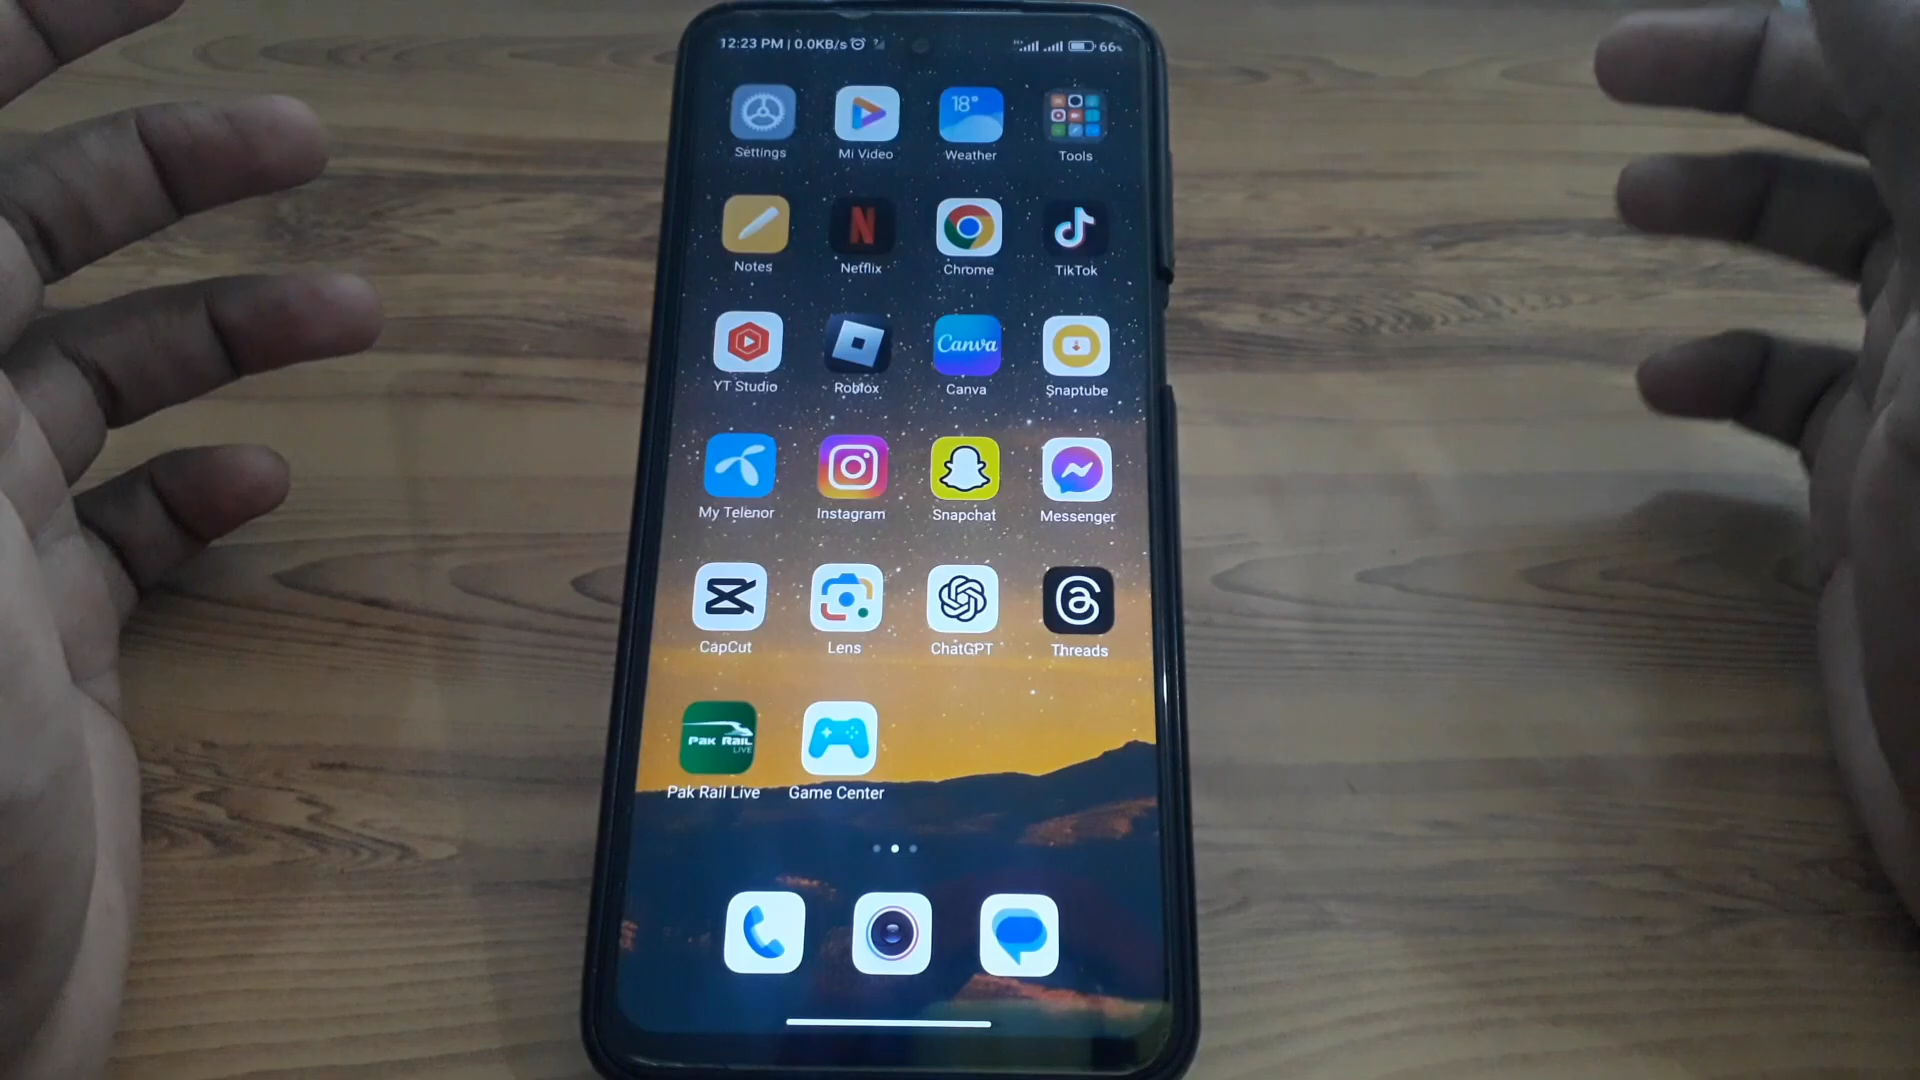 12:23 PM | 0.0KB/s 66%
18°
Settings Mi Video Weather Tools
Notes Netflix Chrome TikTok
Canva
YT Studio Roblox Canva Snaptube
My Telenor Instagram Snapchat Messenger
CapCut Lens ChatGPT Threads
PAK RAIL
LIVE
Pak Rail Live Game Center